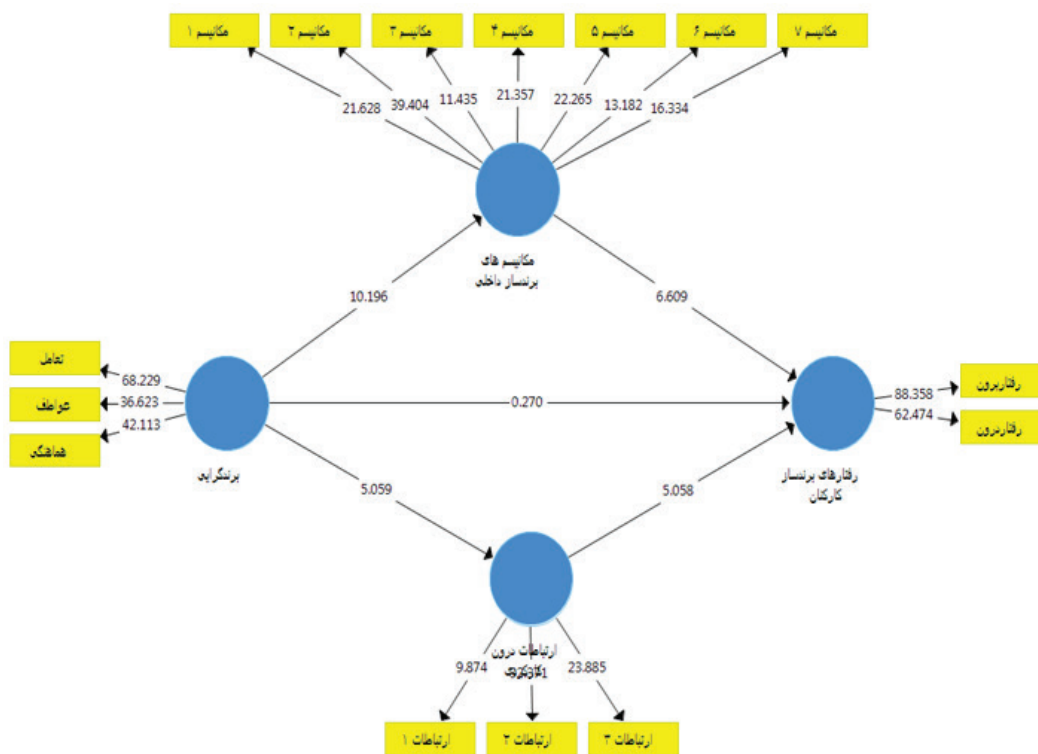 مکانیسم ۱
مکانیسم ۲
مکانیسم ۳
مکانیسم ۴
مکانیسم ۵
مکانیسم ۶
مکانیسم ۷
21.628
39.404
11.435
21.357
22.265
13.182
16.334
مکانیسم های
برندساز داخلی
10.196
6.609
تعامل
عواطف
هماهنگی
68.229
36.623
42.113
برندگرایی
0.270
88.358
62.474
رفتاربرون
رفتاردرون
رفتارهای برندساز
کارکنان
5.059
5.058
ارتباطات درون
9.874
23.885
ارتباطات ۱
ارتباطات ۲
ارتباطات ۳